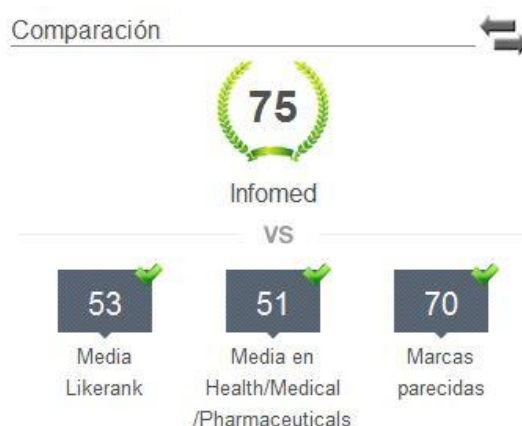 Comparación
75
Infomed
VS
53
51
70
Media
Likerank
Media en
Health/Medical
/Pharmaceuticals
Marcas
parecidas